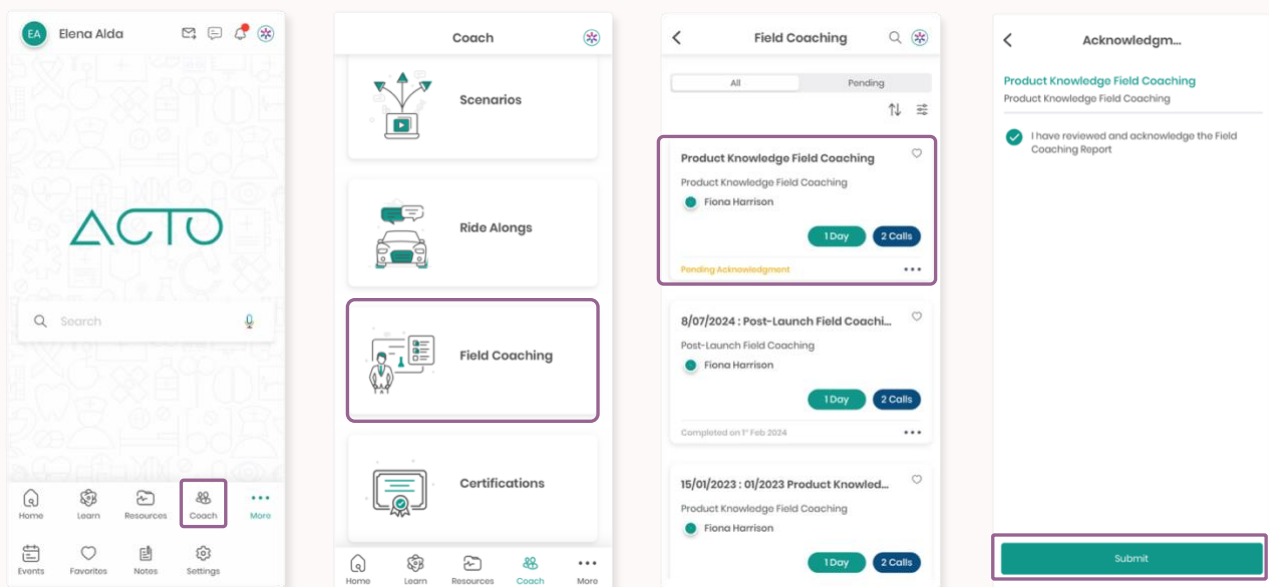 EA
Elena Alda
ACTO
Search
Home
Learn
Resources
Coach
More
Events
Favorites
Notes
Settings
Coach
Scenarios
Ride Alongs
Field Coaching
Certifications
Home
Learn
Resources
Coach
More
Field Coaching
All
Pending
Product Knowledge Field Coaching
Product Knowledge Field Coaching
Fiona Harrison
1 Day
2 Calls
Pending Acknowledgment
8/07/2024 : Post-Launch Field Coachi...
Post-Launch Field Coaching
Fiona Harrison
1 Day
2 Calls
Completed on 1st Feb 2024
15/01/2023 : 01/2023 Product Knowled...
Product Knowledge Field Coaching
Fiona Harrison
1 Day
2 Calls
Acknowledgm...
Product Knowledge Field Coaching
Product Knowledge Field Coaching
I have reviewed and acknowledge the Field
Coaching Report
Submit